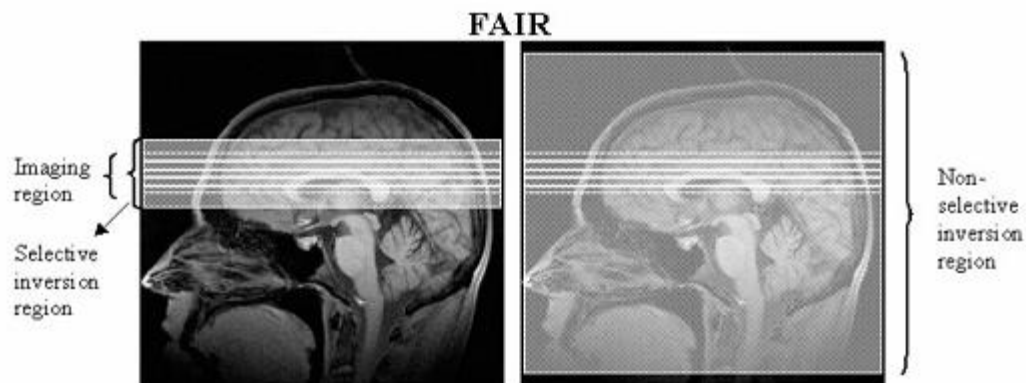 FAIR
Imaging
region
Selective
inversion
region
Non-
selective
inversion
region